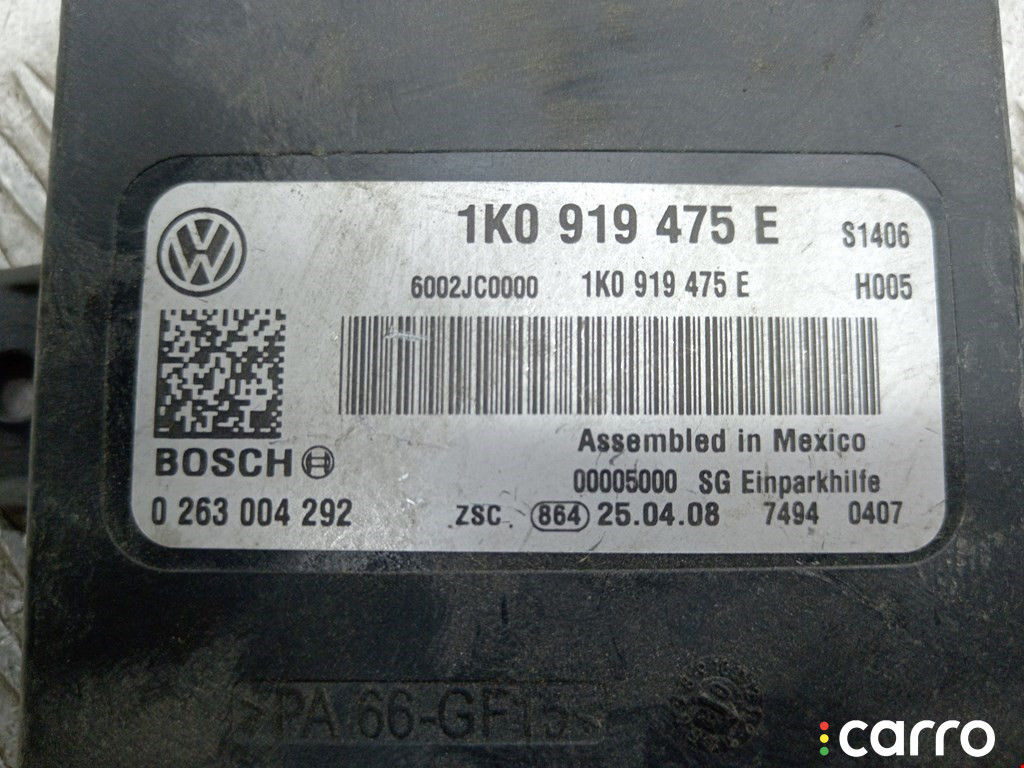 1K0 919 475 E S1406
6002JC0000 1K0 919 475 E H005
BOSCH
Assembled in Mexico
00005000 SG Einparkhilfe
0 263 004 292 ZSC 864 25.04.08 7494 0407
>PA 66-GF15<
carro